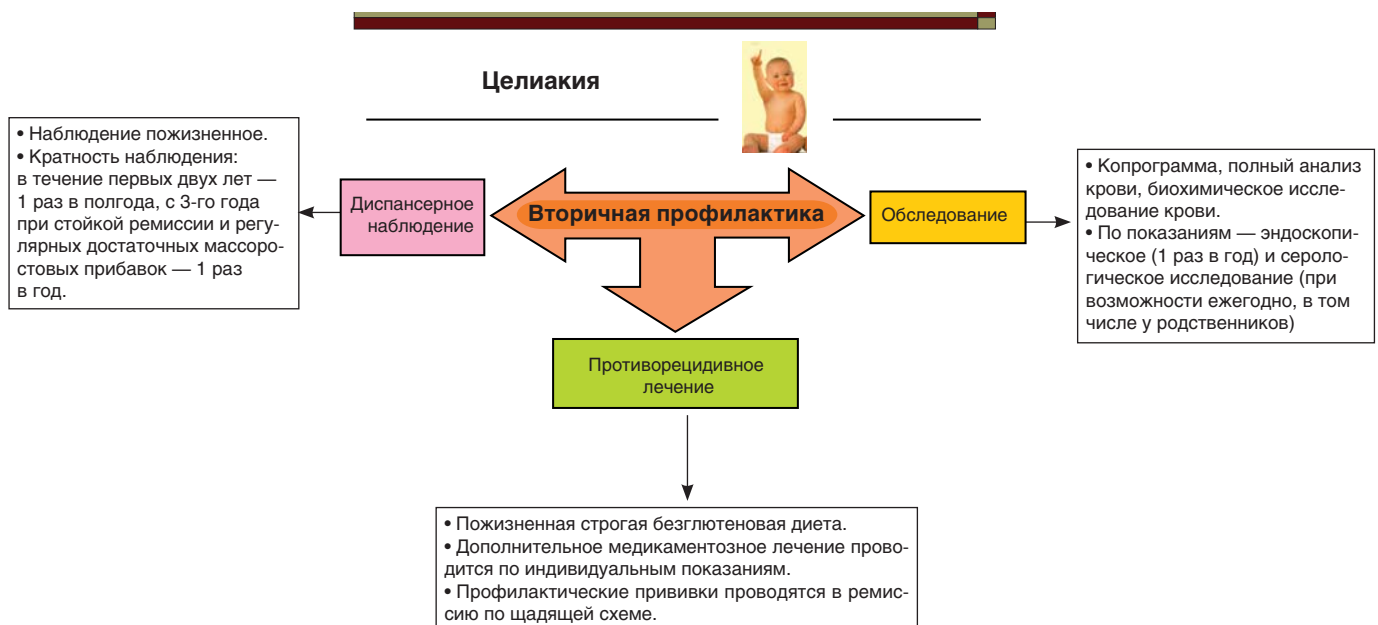 Целиакия
• Наблюдение пожизненное.
• Кратность наблюдения:
в течение первых двух лет —
1 раз в полгода, с 3-го года
при стойкой ремиссии и регу-
лярных достаточных массоро-
стовых прибавок — 1 раз
в год.
Диспансерное
наблюдение
Вторичная профилактика
Обследование
• Копрограмма, полный анализ
крови, биохимическое иссле-
дование крови.
• По показаниям — эндоскопи-
ческое (1 раз в год) и сероло-
гическое исследование (при
возможности ежегодно, в том
числе у родственников)
Противорецидивное
лечение
• Пожизненная строгая безглютеновая диета.
• Дополнительное медикаментозное лечение прово-
дится по индивидуальным показаниям.
• Профилактические прививки проводятся в ремис-
сию по щадящей схеме.